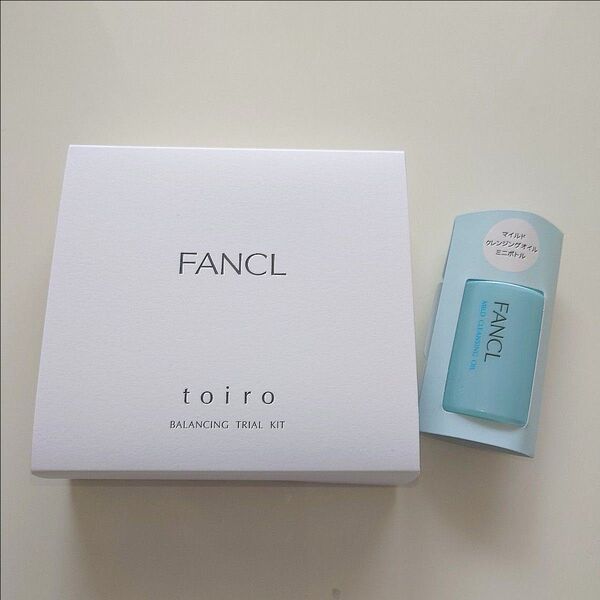 FANCL
toiro
BALANCING TRIAL KIT
マイルド
クレンジングオイル
ミニボトル
FANCL
MILD CLEANSING OIL